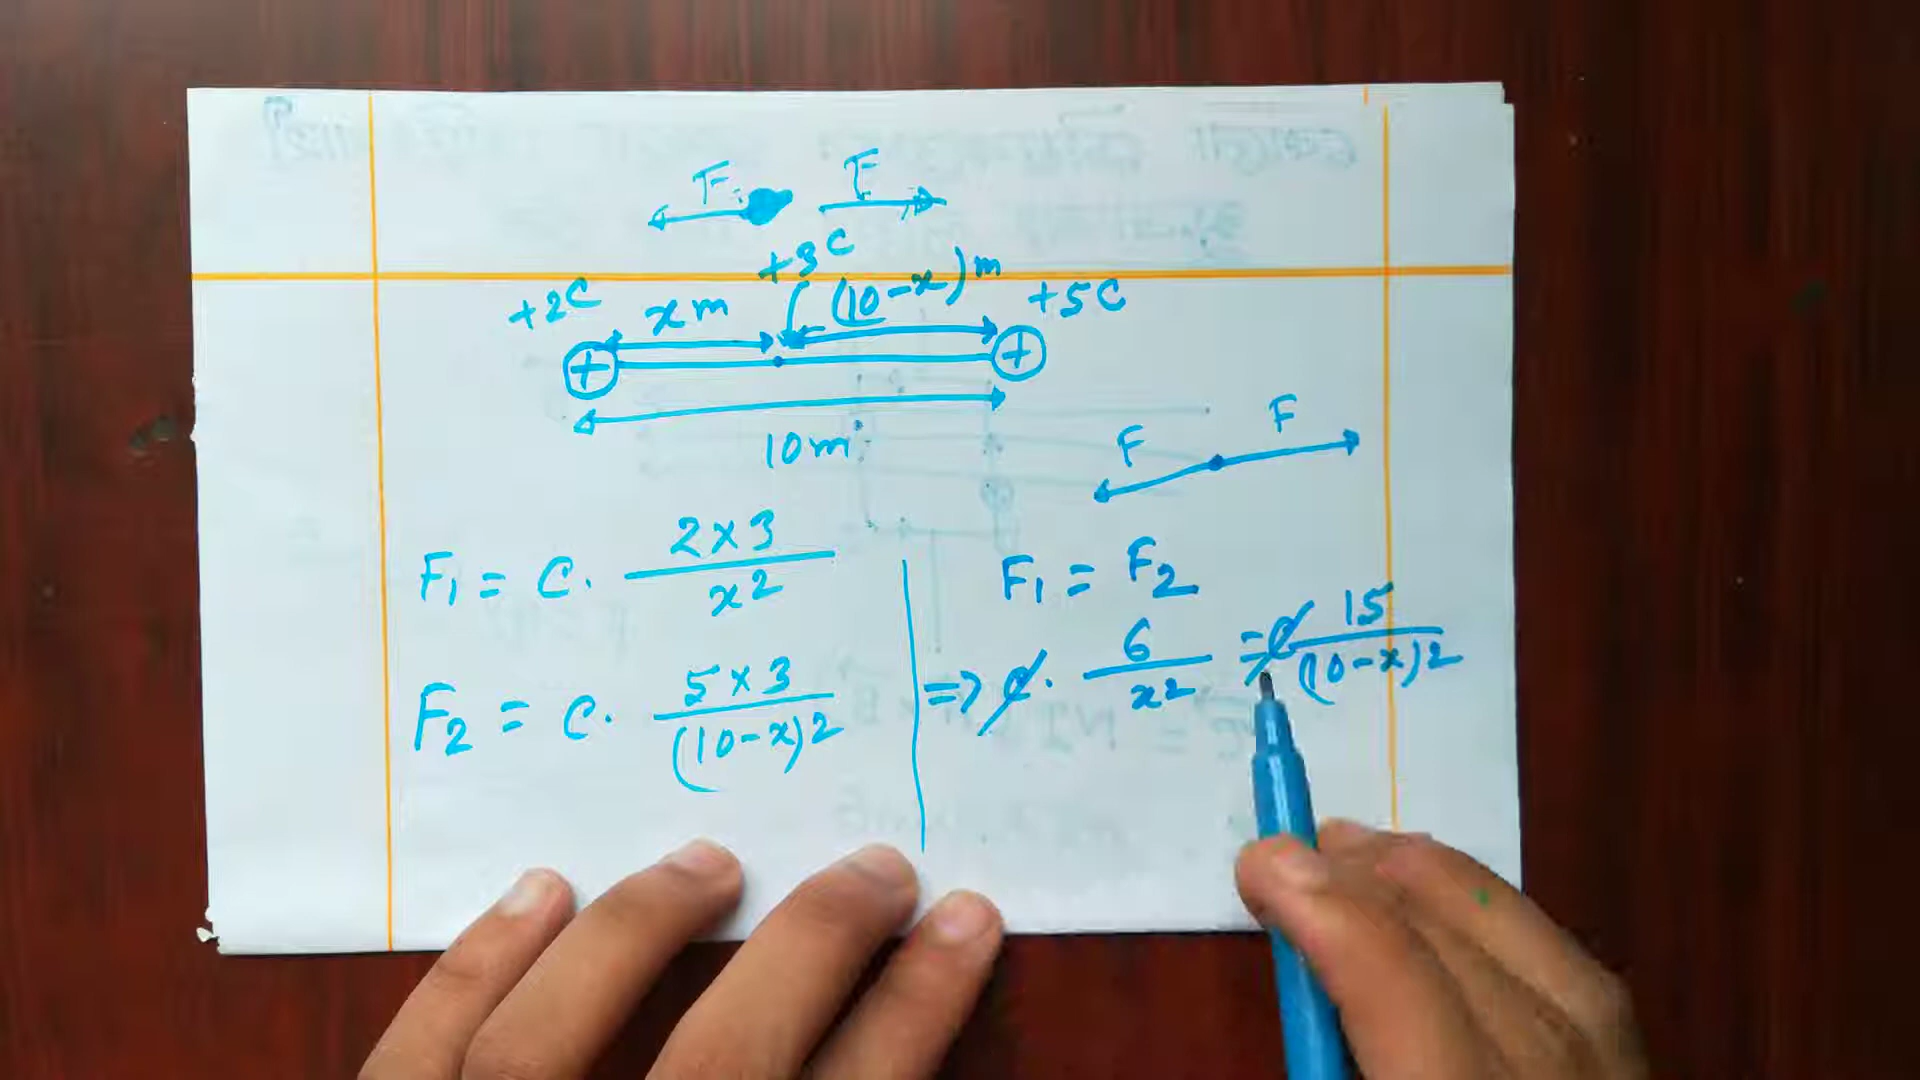 F₁ F
+3C
+2C x m (10-x)m +5C
+ +
10m
F F
F₁ = C. 2×3/x²
F₂ = C. 5×3/(10-x)²
F₁ = F₂
=> C. 6/x² = C 15/(10-x)²